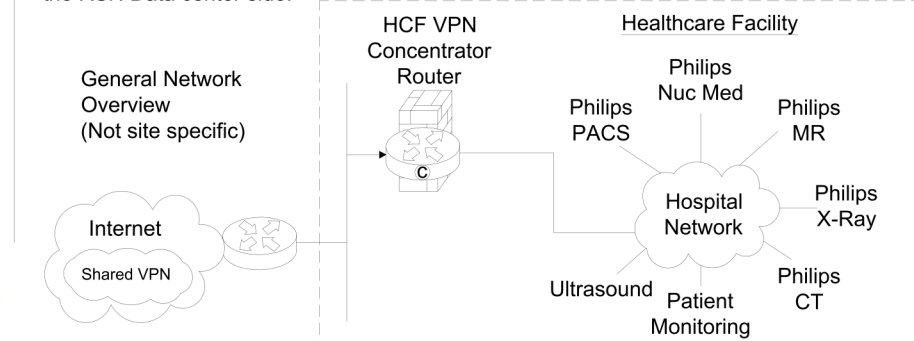 the RSN Data center side.
General Network
Overview
(Not site specific)
Internet
Shared VPN
HCF VPN
Concentrator
Router
C
Healthcare Facility
Philips
Nuc Med
Philips
PACS
Philips
MR
Hospital
Network
Philips
X-Ray
Ultrasound
Patient
Monitoring
Philips
CT